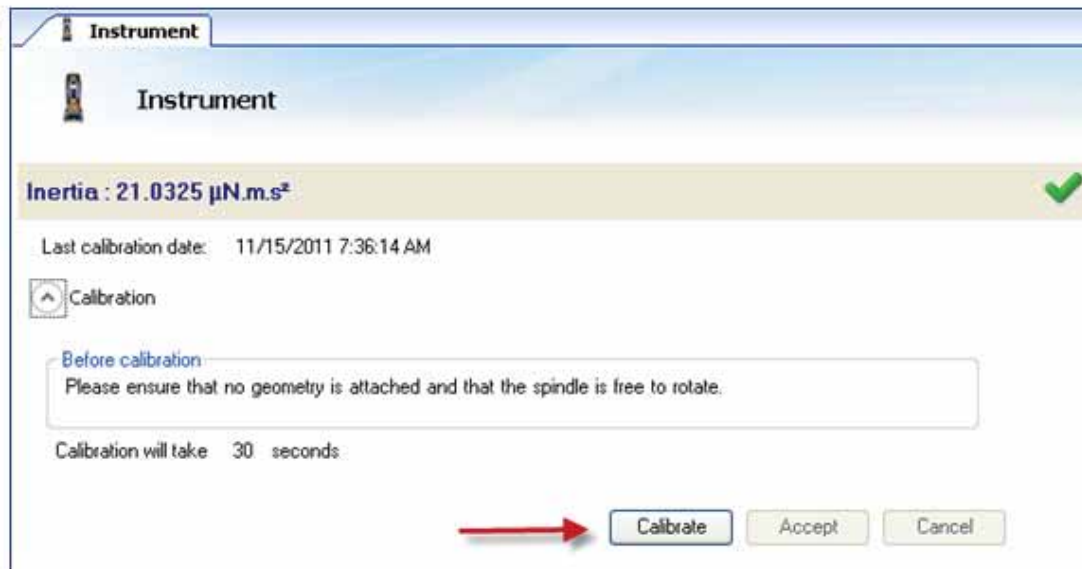 Instrument
Instrument
Inertia : 21.0325 µN.m.s²
Last calibration date: 11/15/2011 7:36:14 AM
Calibration
Before calibration
Please ensure that no geometry is attached and that the spindle is free to rotate.
Calibration will take 30 seconds
Calibrate Accept Cancel